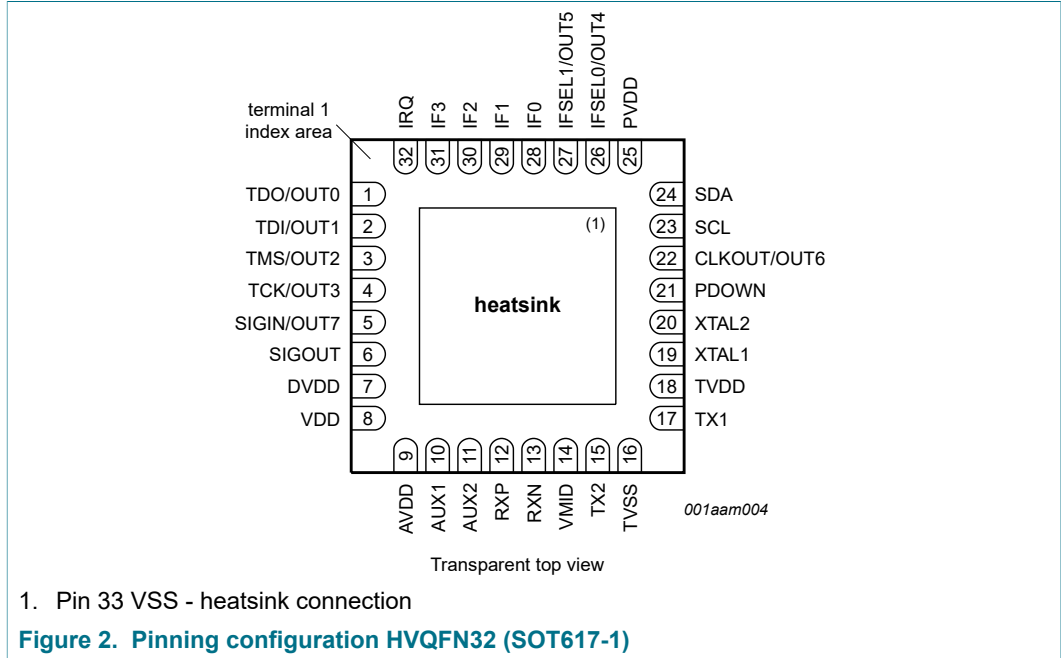 terminal 1
index area
IRQ
IF3
IF2
IF1
IF0
IFSEL1/OUT5
IFSEL0/OUT4
PVDD
32
31
30
29
28
27
26
25
TDO/OUT0 1
TDI/OUT1 2
TMS/OUT2 3
TCK/OUT3 4
SIGIN/OUT7 5
SIGOUT 6
DVDD 7
VDD 8
(1)
heatsink
24 SDA
23 SCL
22 CLKOUT/OUT6
21 PDOWN
20 XTAL2
19 XTAL1
18 TVDD
17 TX1
9
10
11
12
13
14
15
16
AVDD
AUX1
AUX2
RXP
RXN
VMID
TX2
TVSS
001aam004
Transparent top view
1. Pin 33 VSS - heatsink connection
Figure 2. Pinning configuration HVQFN32 (SOT617-1)